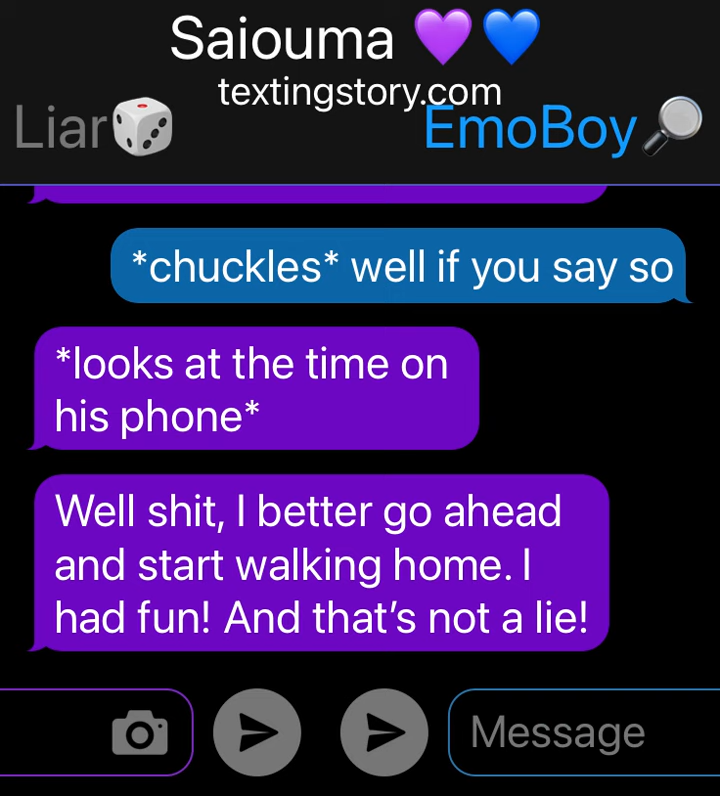 Saiouma 💜💙
textingstory.com
Liar🎲
EmoBoy🔎
*chuckles* well if you say so
*looks at the time on
his phone*
Well shit, I better go ahead
and start walking home. I
had fun! And that’s not a lie!
Message